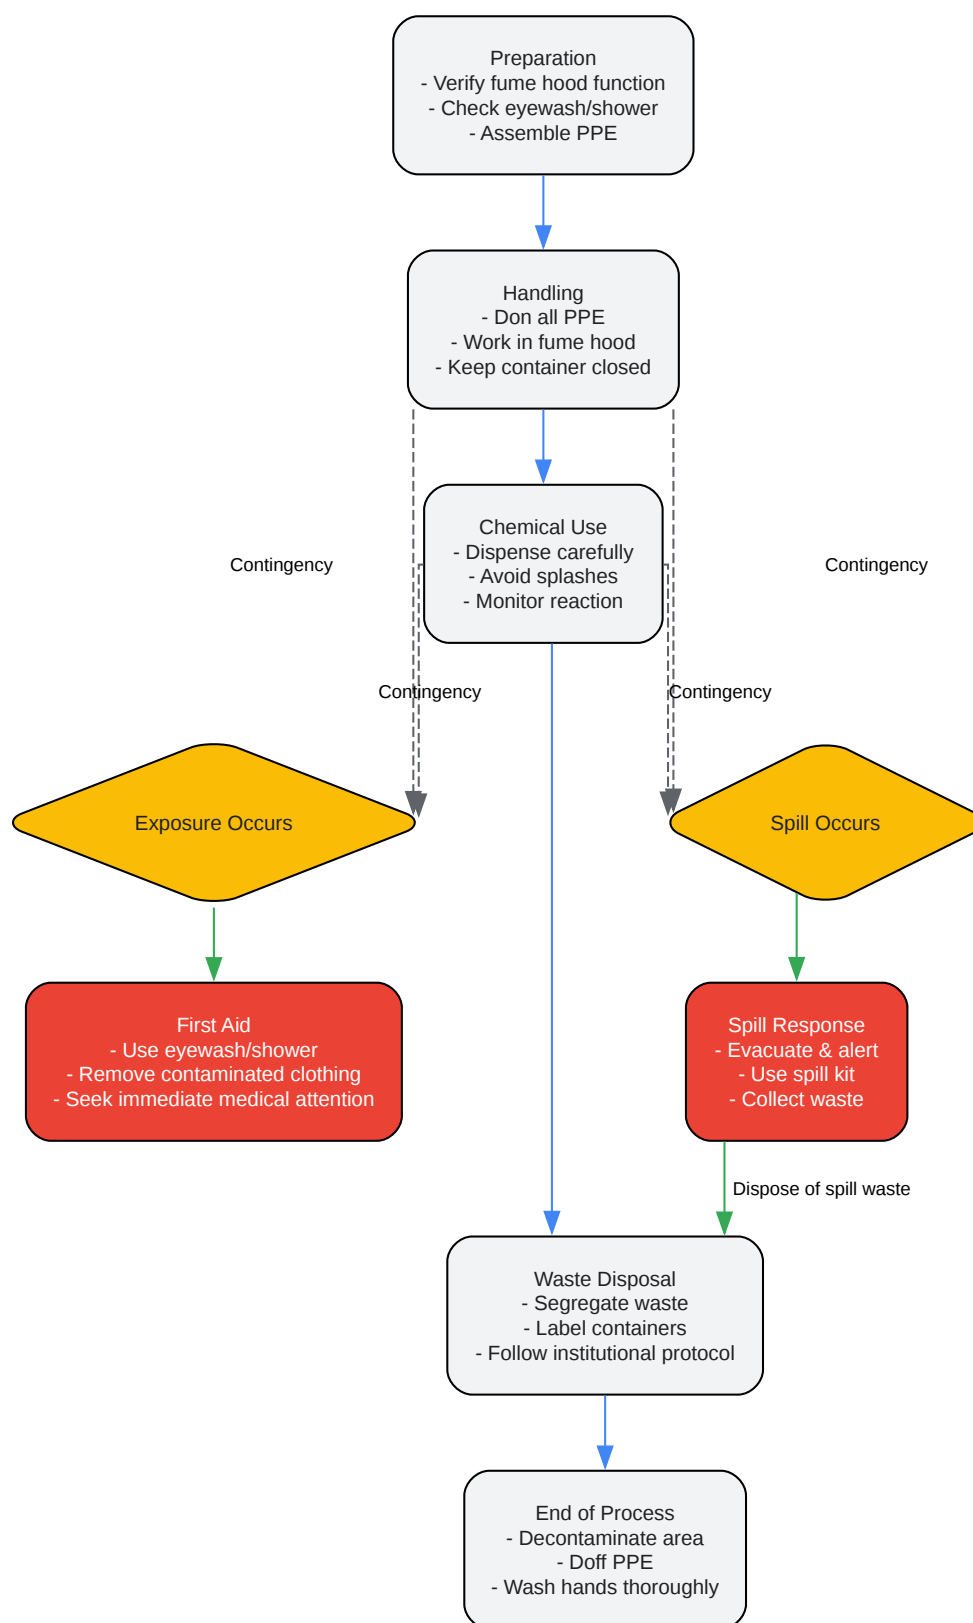 Preparation
- Verify fume hood function
- Check eyewash/shower
- Assemble PPE
Handling
- Don all PPE
- Work in fume hood
- Keep container closed
Chemical Use
- Dispense carefully
- Avoid splashes
- Monitor reaction
Contingency
Contingency
Contingency
Contingency
Exposure Occurs
Spill Occurs
First Aid
- Use eyewash/shower
- Remove contaminated clothing
- Seek immediate medical attention
Spill Response
- Evacuate & alert
- Use spill kit
- Collect waste
Dispose of spill waste
Waste Disposal
- Segregate waste
- Label containers
- Follow institutional protocol
End of Process
- Decontaminate area
- Doff PPE
- Wash hands thoroughly